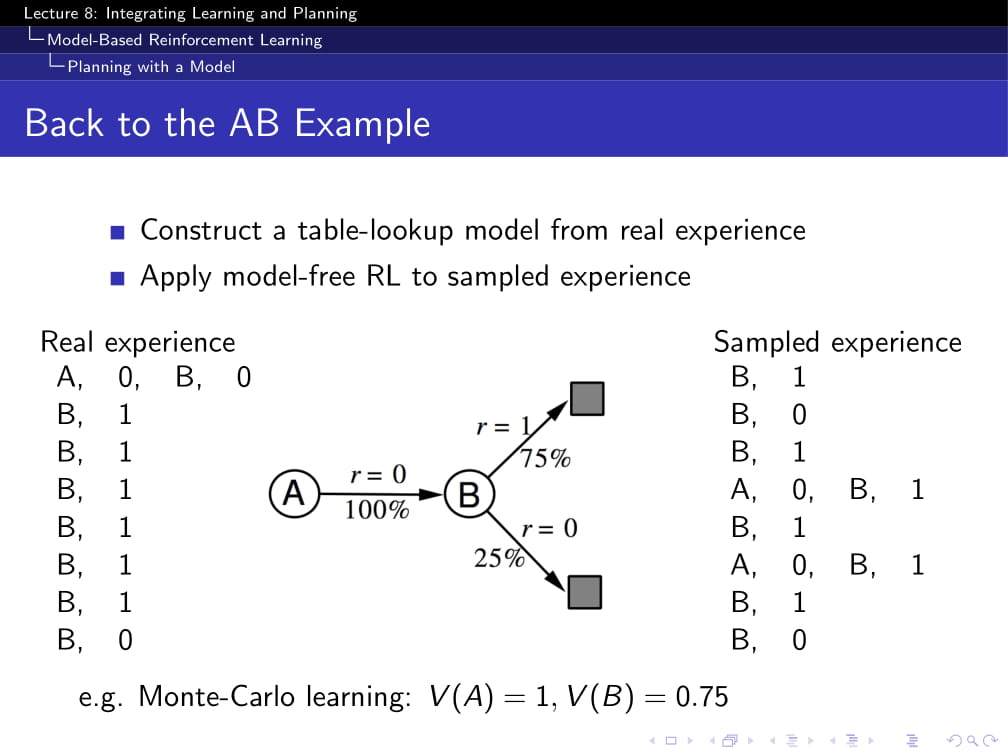 Lecture 8: Integrating Learning and Planning
Model-Based Reinforcement Learning
Planning with a Model
Back to the AB Example
Construct a table-lookup model from real experience
Apply model-free RL to sampled experience
Real experience
A, 0, B, 0
B, 1
B, 1
B, 1
B, 1
B, 1
B, 1
B, 0
A
r = 0
100%
B
r = 1
75%
r = 0
25%
Sampled experience
B, 1
B, 0
B, 1
A, 0, B, 1
B, 1
A, 0, B, 1
B, 1
B, 0
e.g. Monte-Carlo learning: V(A) = 1, V(B) = 0.75